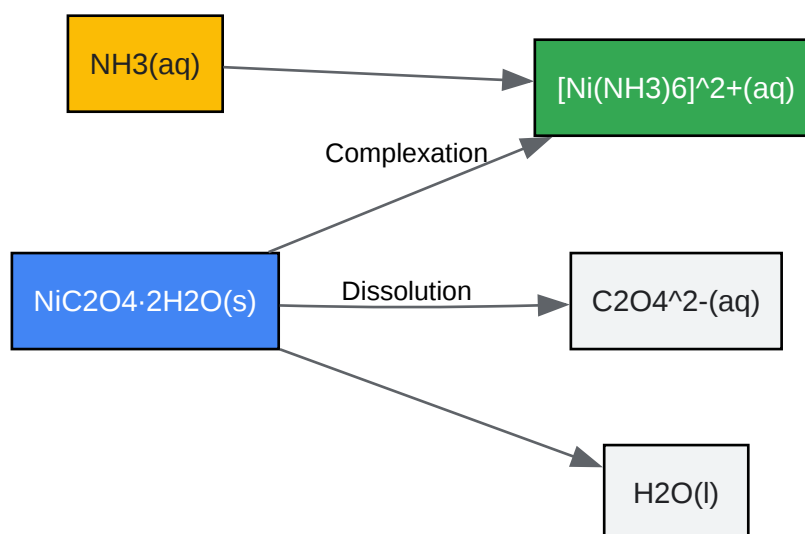 NH3(aq)
[Ni(NH3)6]^2+(aq)
Complexation
NiC2O4·2H2O(s)
Dissolution
C2O4^2-(aq)
H2O(l)